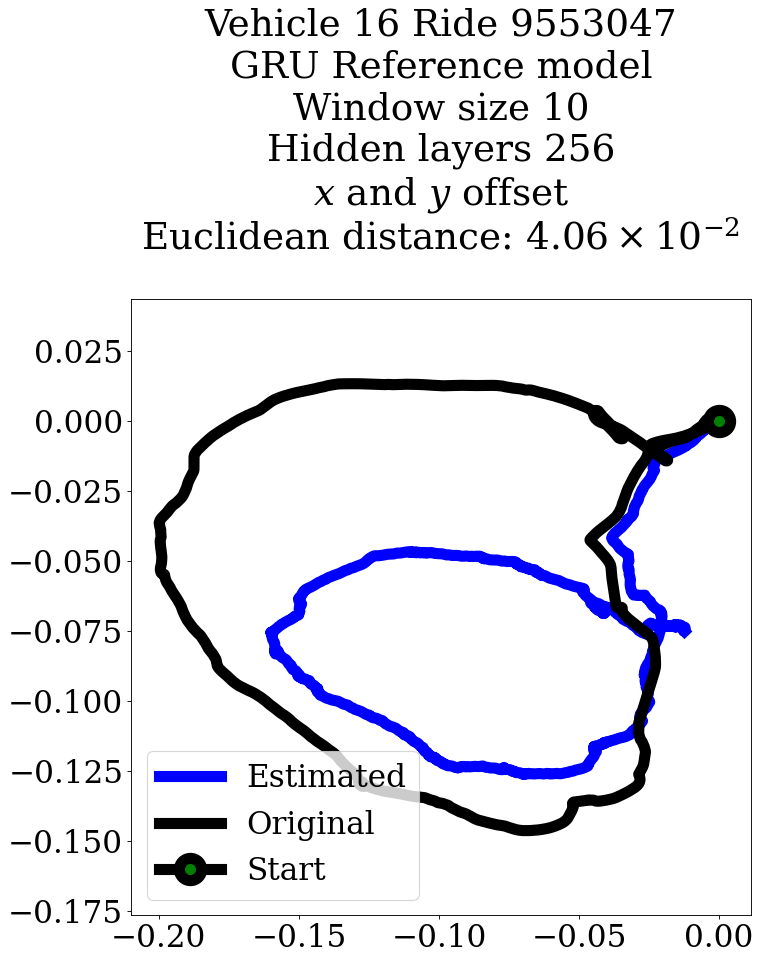 Vehicle 16 Ride 9553047
GRU Reference model
Window size 10
Hidden layers 256
x and y offset
Euclidean distance: 4.06 × 10⁻²
0.025
0.000
−0.025
−0.050
−0.075
−0.100
−0.125
−0.150
−0.175
Estimated
Original
Start
−0.20
−0.15
−0.10
−0.05
0.00